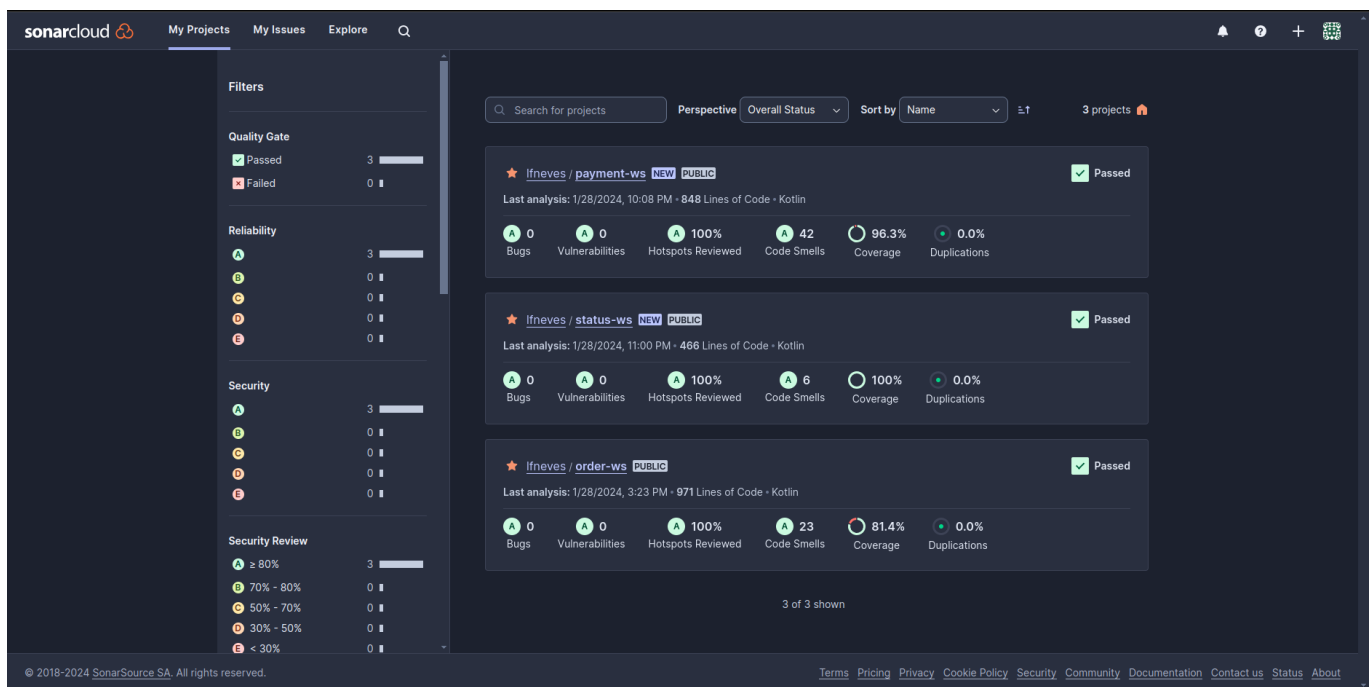 sonarcloud My Projects My Issues Explore
Filters
Quality Gate
Passed 3
Failed 0
Reliability
A 3
B 0
C 0
D 0
E 0
Security
A 3
B 0
C 0
D 0
E 0
Security Review
A ≥ 80% 3
B 70% - 80% 0
C 50% - 70% 0
D 30% - 50% 0
E < 30% 0
Search for projects Perspective Overall Status Sort by Name 3 projects
lfneves / payment-ws NEW PUBLIC Passed
Last analysis: 1/28/2024, 10:08 PM • 848 Lines of Code • Kotlin
A 0 A 0 A 100% A 42 96.3% 0.0%
Bugs Vulnerabilities Hotspots Reviewed Code Smells Coverage Duplications
lfneves / status-ws NEW PUBLIC Passed
Last analysis: 1/28/2024, 11:00 PM • 466 Lines of Code • Kotlin
A 0 A 0 A 100% A 6 100% 0.0%
Bugs Vulnerabilities Hotspots Reviewed Code Smells Coverage Duplications
lfneves / order-ws PUBLIC Passed
Last analysis: 1/28/2024, 3:23 PM • 971 Lines of Code • Kotlin
A 0 A 0 A 100% A 23 81.4% 0.0%
Bugs Vulnerabilities Hotspots Reviewed Code Smells Coverage Duplications
3 of 3 shown
© 2018-2024 SonarSource SA. All rights reserved. Terms Pricing Privacy Cookie Policy Security Community Documentation Contact us Status About